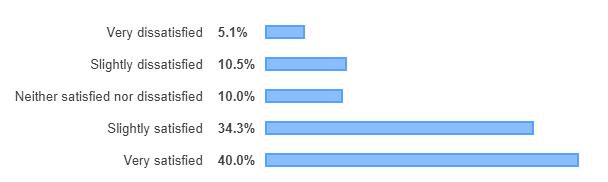 Very dissatisfied 5.1%
Slightly dissatisfied 10.5%
Neither satisfied nor dissatisfied 10.0%
Slightly satisfied 34.3%
Very satisfied 40.0%